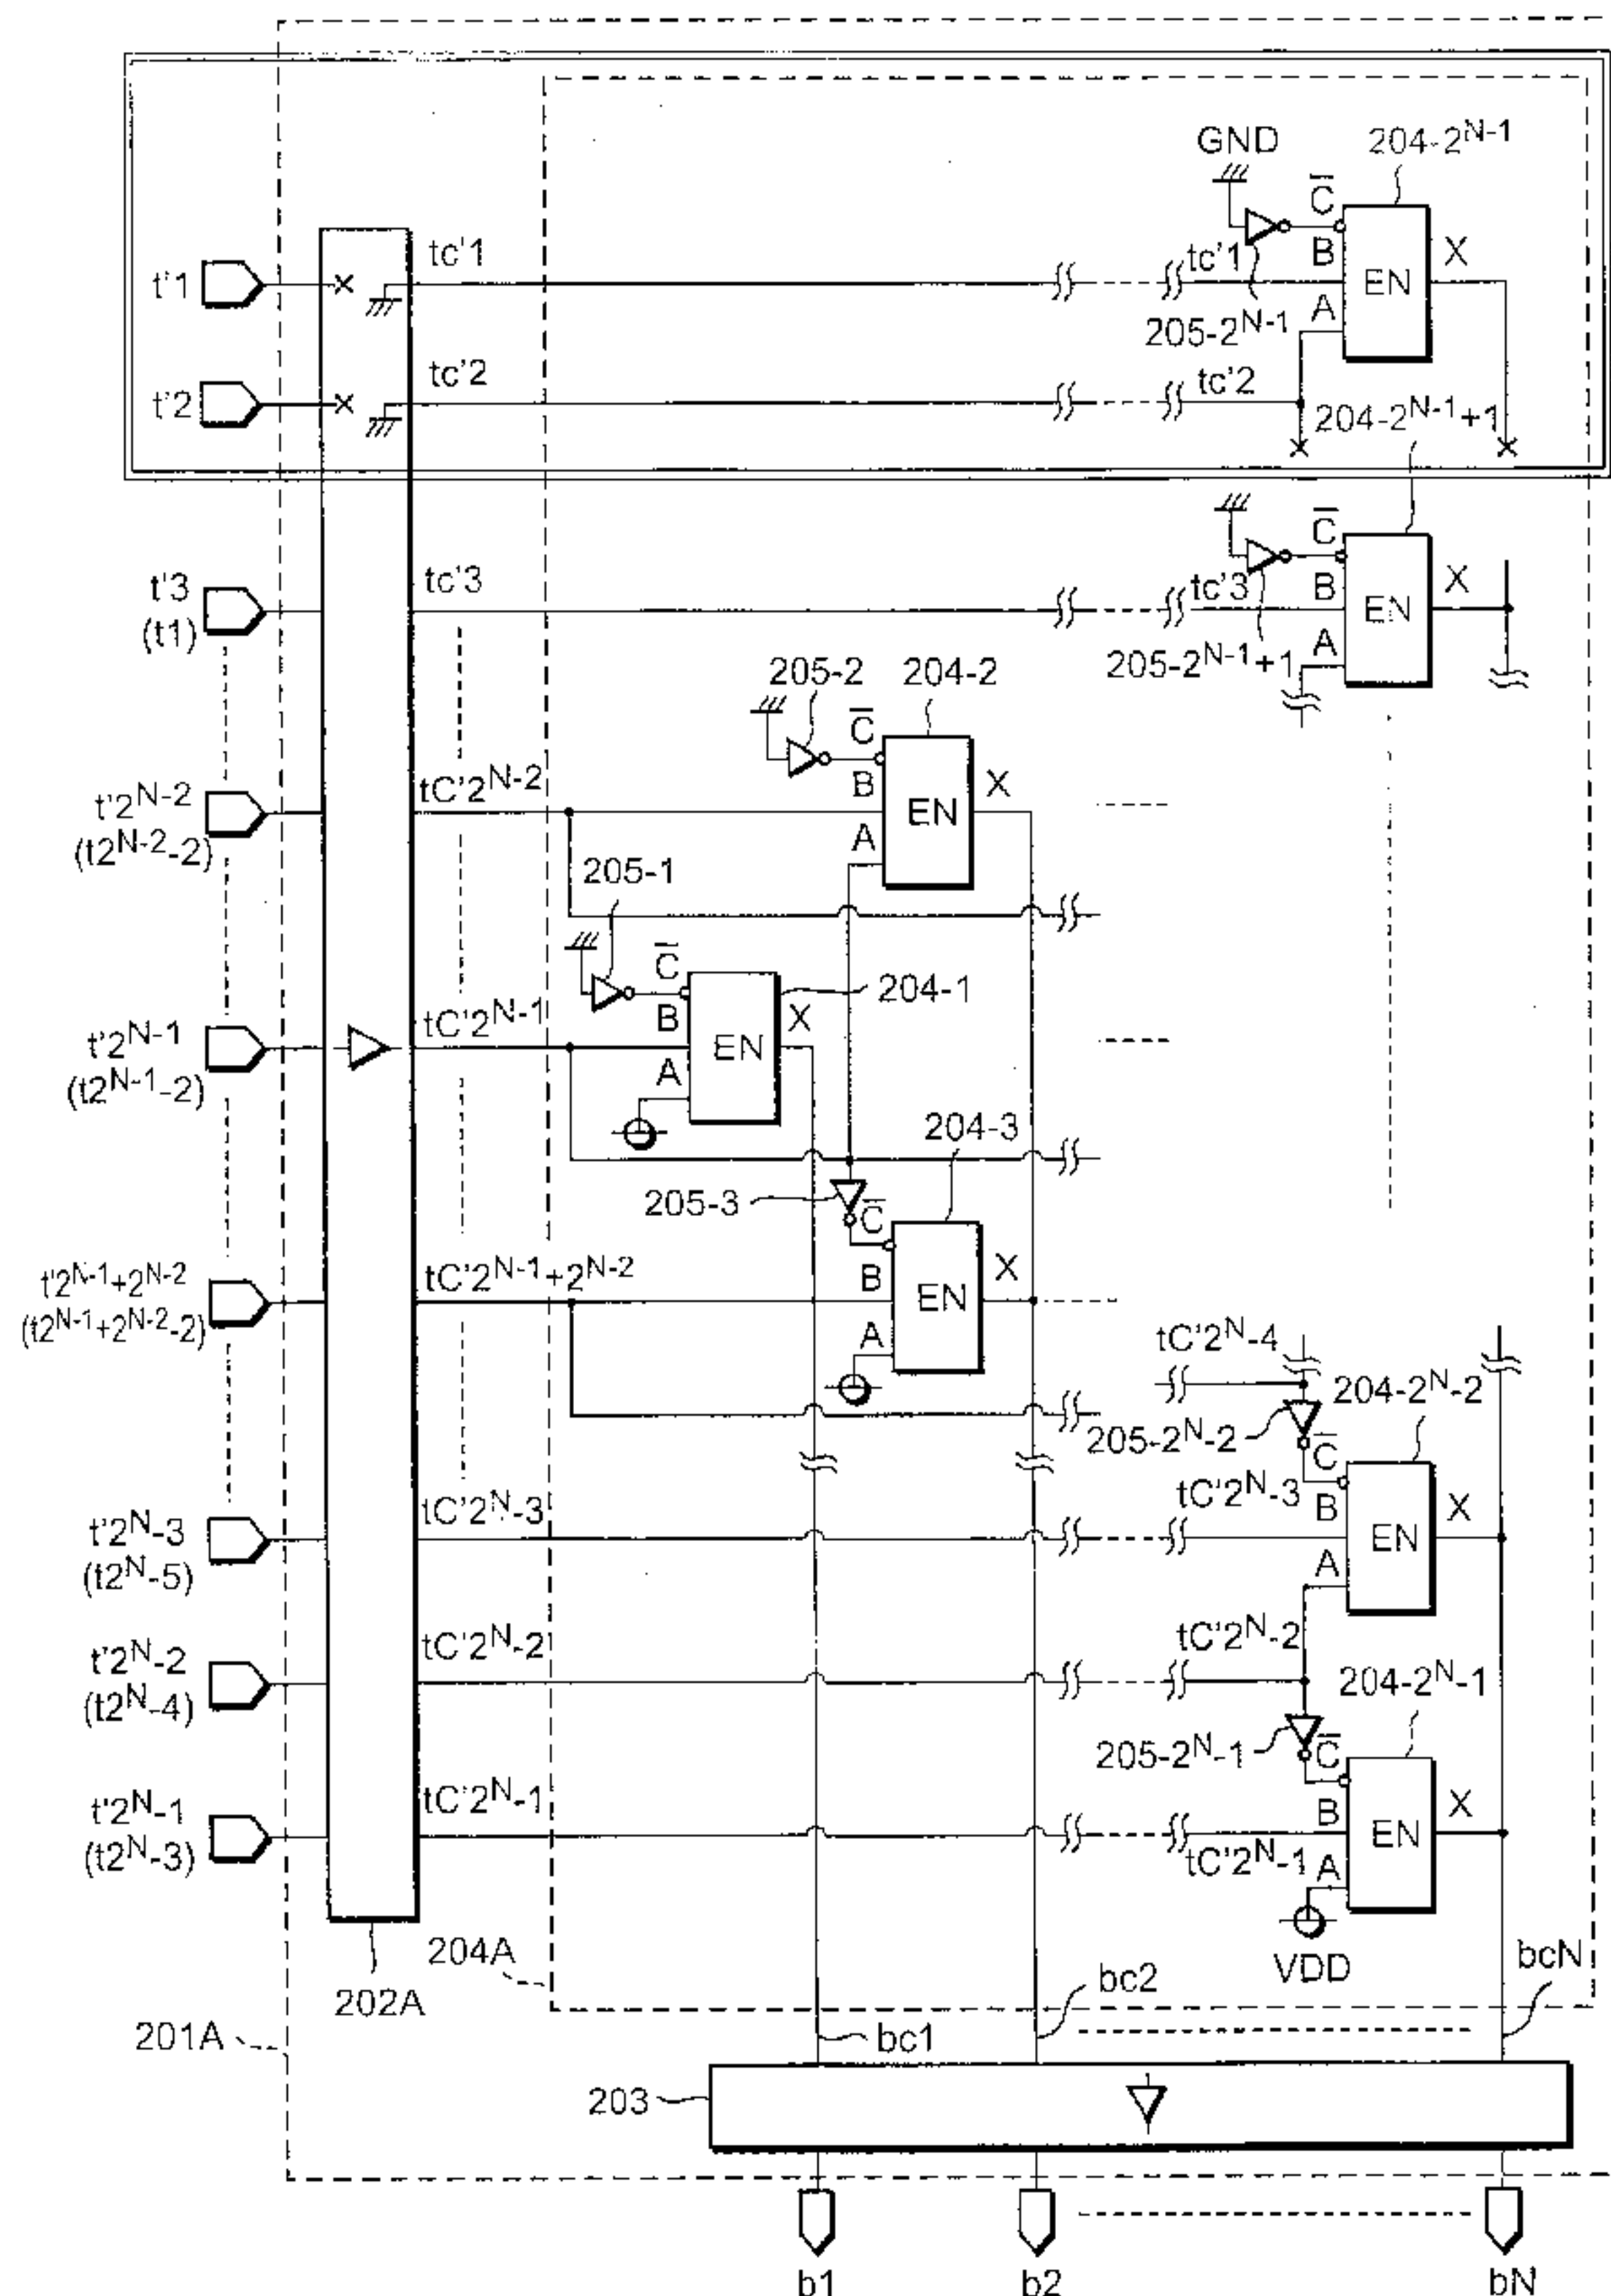 GND
204-2^N-1
C̅
B
A
EN
X
t'1
tc'1
tc'1
205-2^N-1
t'2
tc'2
tc'2
204-2^N-1+1
C̅
B
A
EN
X
t'3
(t1)
tc'3
tc'3
205-2^N-1+1
205-2
204-2
C̅
B
A
EN
X
t'2^N-2
(t2^N-2-2)
tC'2^N-2
205-1
C̅
B
A
EN
X
204-1
t'2^N-1
(t2^N-1-2)
tC'2^N-1
204-3
205-3
C̅
B
A
EN
X
t'2^N-1+2^N-2
(t2^N-1+2^N-2-2)
tC'2^N-1+2^N-2
tC'2^N-4
204-2^N-2
205-2^N-2
C̅
B
A
EN
X
t'2^N-3
(t2^N-5)
tC'2^N-3
tC'2^N-3
t'2^N-2
(t2^N-4)
tC'2^N-2
tC'2^N-2
204-2^N-1
205-2^N-1
C̅
B
A
EN
X
t'2^N-1
(t2^N-3)
tC'2^N-1
tC'2^N-1
VDD
204A
202A
201A
bc1
bc2
bcN
203
b1
b2
bN